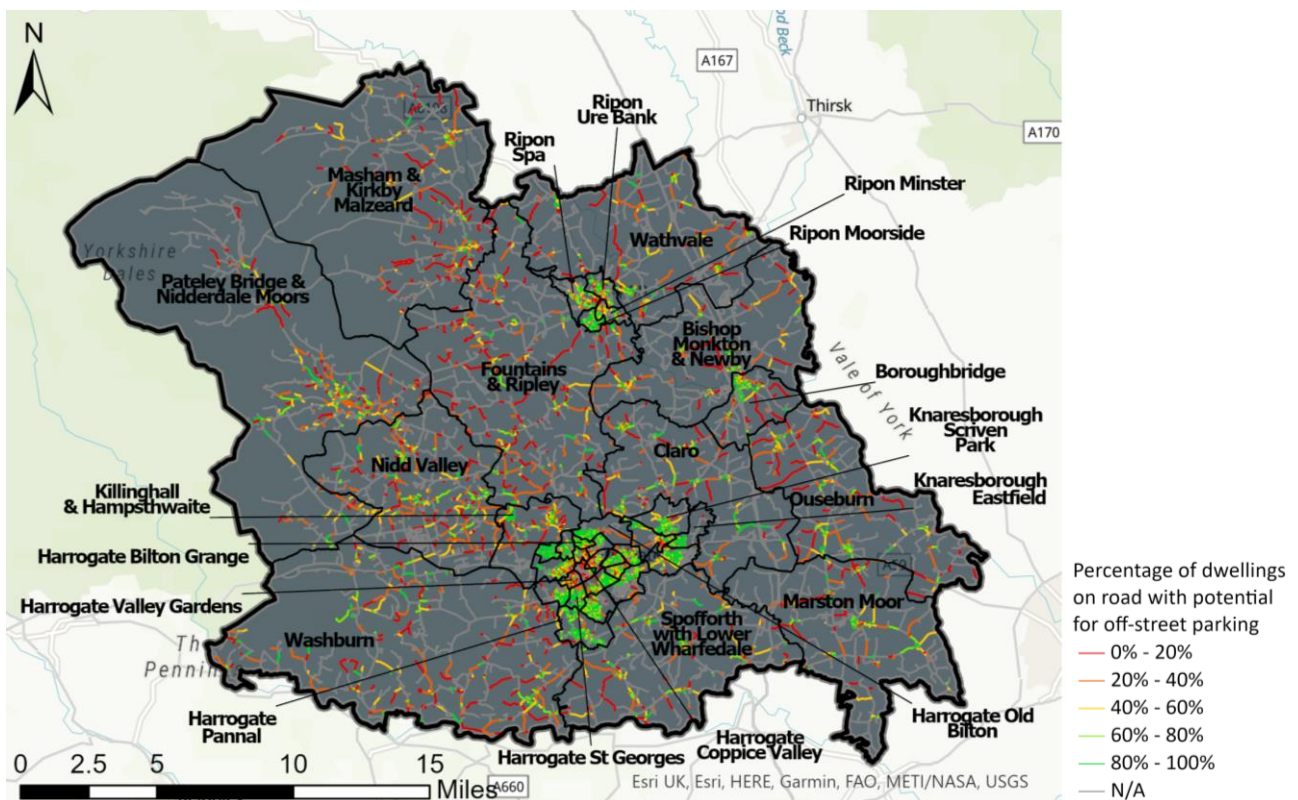 N
A167
od Beck
Thirsk
A170
Ripon
Ure Bank
Ripon
Spa
Ripon Minster
Ripon Moorside
Masham &
Kirkby
Malzeard
Wathvale
Yorkshire
Dales
Pateley Bridge &
Nidderdale Moors
Bishop
Monkton
& Newby
Vale of York
Fountains
& Ripley
Boroughbridge
Knaresborough
Scriven
Park
Claro
Nidd Valley
Knaresborough
Eastfield
Killinghall
& Hampsthwaite
Ouseburn
Harrogate Bilton Grange
A59
Harrogate Valley Gardens
Marston Moor
Washburn
Spofforth
with Lower
Wharfedale
Th
Pennin
Harrogate
Pannal
Harrogate Old
Bilton
Harrogate St Georges
Harrogate
Coppice Valley
0 2.5 5 10 15
Miles
A660
Esri UK, Esri, HERE, Garmin, FAO, METI/NASA, USGS
Percentage of dwellings
on road with potential
for off-street parking
0% - 20%
20% - 40%
40% - 60%
60% - 80%
80% - 100%
N/A